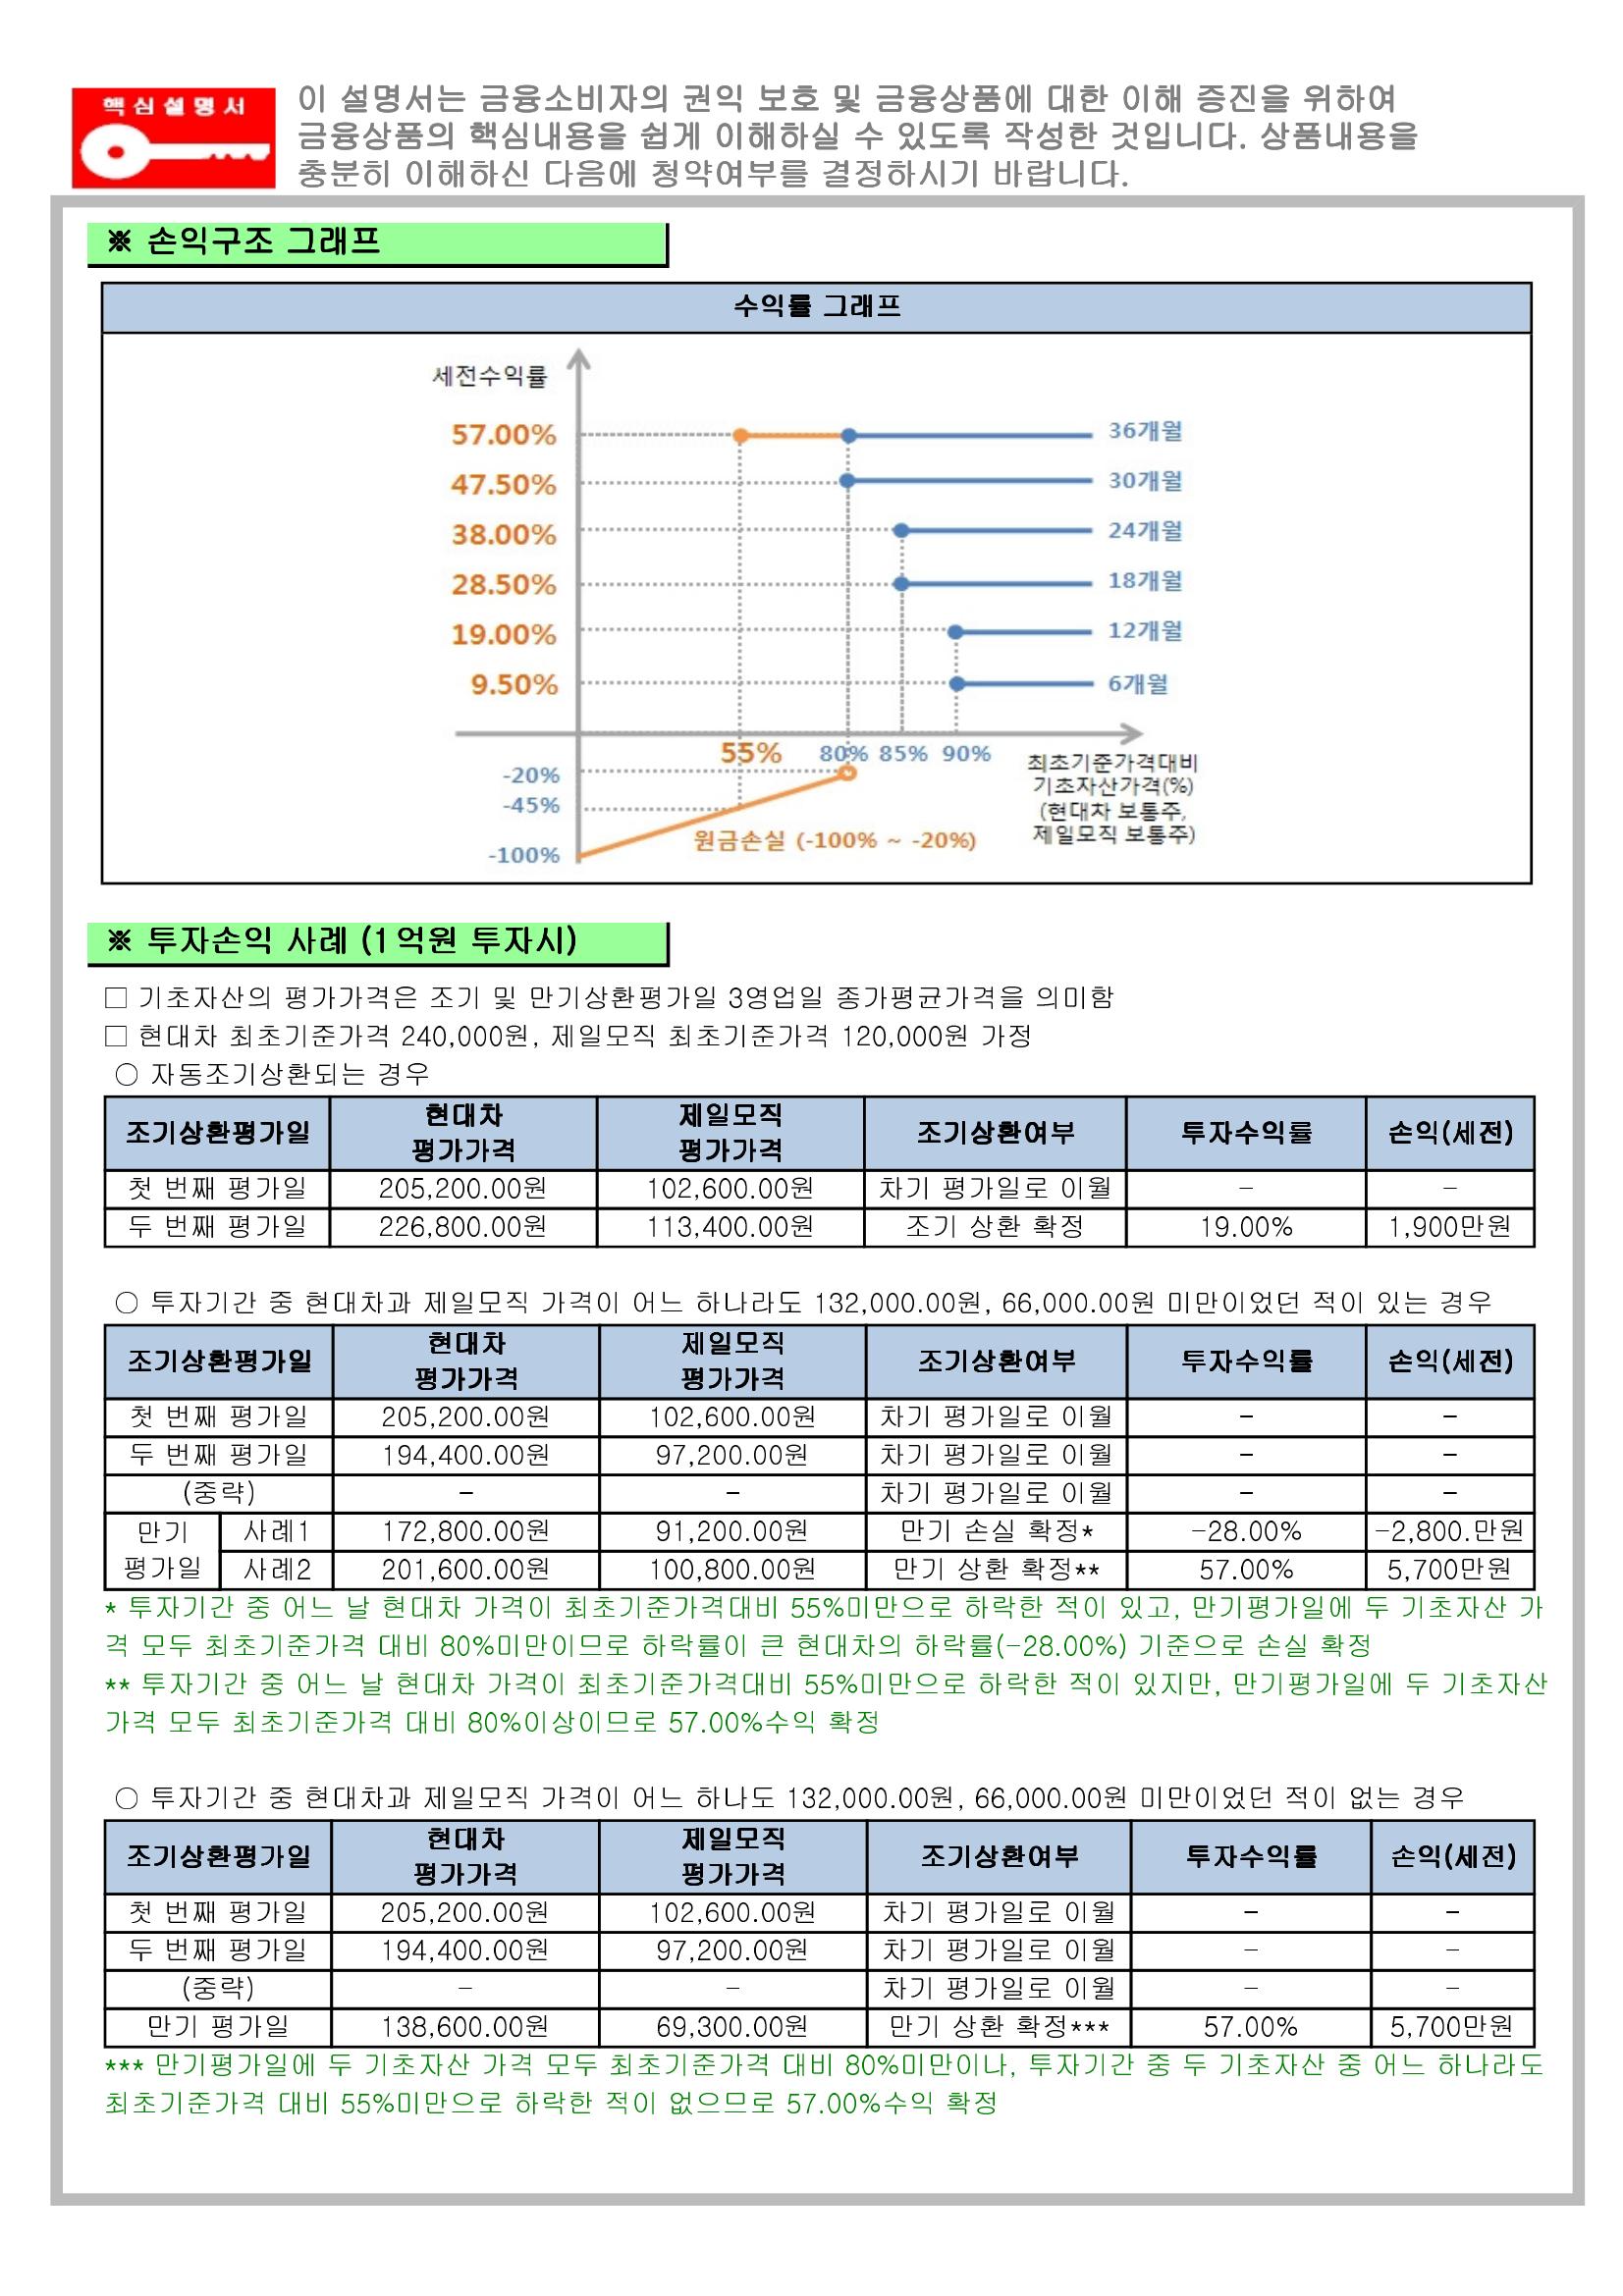 핵심설명서
이 설명서는 금융소비자의 권익 보호 및 금융상품에 대한 이해 증진을 위하여
금융상품의 핵심내용을 쉽게 이해하실 수 있도록 작성한 것입니다. 상품내용을
충분히 이해하신 다음에 청약여부를 결정하시기 바랍니다.
※ 손익구조 그래프
수익률 그래프
세전수익률
57.00% 36개월
47.50% 30개월
38.00% 24개월
28.50% 18개월
19.00% 12개월
9.50% 6개월
55% 80% 85% 90%
최초기준가격대비
기초자산가격(%)
(현대차 보통주,
제일모직 보통주)
-20%
-45%
-100%
원금손실 (-100% ~ -20%)
※ 투자손익 사례 (1억원 투자시)
□ 기초자산의 평가가격은 조기 및 만기상환평가일 3영업일 종가평균가격을 의미함
□ 현대차 최초기준가격 240,000원, 제일모직 최초기준가격 120,000원 가정
○ 자동조기상환되는 경우
조기상환평가일 현대차 평가가격 제일모직 평가가격 조기상환여부 투자수익률 손익(세전)
첫 번째 평가일 205,200.00원 102,600.00원 차기 평가일로 이월 - -
두 번째 평가일 226,800.00원 113,400.00원 조기 상환 확정 19.00% 1,900만원
○ 투자기간 중 현대차과 제일모직 가격이 어느 하나라도 132,000.00원, 66,000.00원 미만이었던 적이 있는 경우
조기상환평가일 현대차 평가가격 제일모직 평가가격 조기상환여부 투자수익률 손익(세전)
첫 번째 평가일 205,200.00원 102,600.00원 차기 평가일로 이월 - -
두 번째 평가일 194,400.00원 97,200.00원 차기 평가일로 이월 - -
(중략) - - 차기 평가일로 이월 - -
만기 평가일 사례1 172,800.00원 91,200.00원 만기 손실 확정* -28.00% -2,800.만원
사례2 201,600.00원 100,800.00원 만기 상환 확정** 57.00% 5,700만원
* 투자기간 중 어느 날 현대차 가격이 최초기준가격대비 55%미만으로 하락한 적이 있고, 만기평가일에 두 기초자산 가
격 모두 최초기준가격 대비 80%미만이므로 하락률이 큰 현대차의 하락률(-28.00%) 기준으로 손실 확정
** 투자기간 중 어느 날 현대차 가격이 최초기준가격대비 55%미만으로 하락한 적이 있지만, 만기평가일에 두 기초자산
가격 모두 최초기준가격 대비 80%이상이므로 57.00%수익 확정
○ 투자기간 중 현대차과 제일모직 가격이 어느 하나도 132,000.00원, 66,000.00원 미만이었던 적이 없는 경우
조기상환평가일 현대차 평가가격 제일모직 평가가격 조기상환여부 투자수익률 손익(세전)
첫 번째 평가일 205,200.00원 102,600.00원 차기 평가일로 이월 - -
두 번째 평가일 194,400.00원 97,200.00원 차기 평가일로 이월 - -
(중략) - - 차기 평가일로 이월 - -
만기 평가일 138,600.00원 69,300.00원 만기 상환 확정*** 57.00% 5,700만원
*** 만기평가일에 두 기초자산 가격 모두 최초기준가격 대비 80%미만이나, 투자기간 중 두 기초자산 중 어느 하나라도
최초기준가격 대비 55%미만으로 하락한 적이 없으므로 57.00%수익 확정